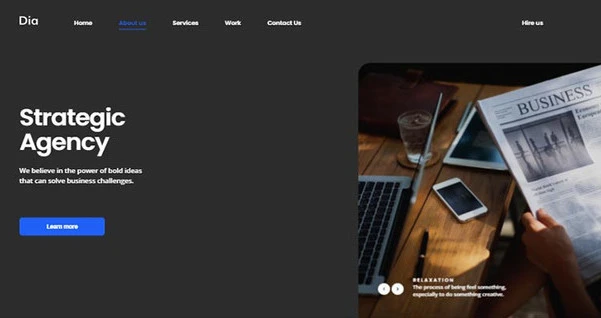 Dia
Home
About us
Services
Work
Contact Us
Hire us
Strategic
Agency
We believe in the power of bold ideas
that can solve business challenges.
Learn more
BUSINESS
RELAXATION
The process of being feel something,
especially to do something creative.